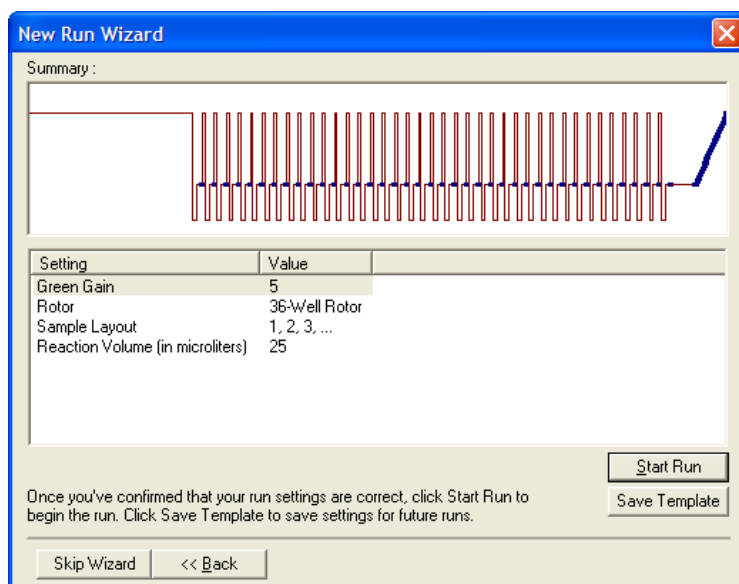 New Run Wizard
Summary :
Setting Value
Green Gain 5
Rotor 36-Well Rotor
Sample Layout 1, 2, 3, ...
Reaction Volume (in microliters) 25
Start Run
Once you've confirmed that your run settings are correct, click Start Run to
begin the run. Click Save Template to save settings for future runs.
Save Template
Skip Wizard << Back